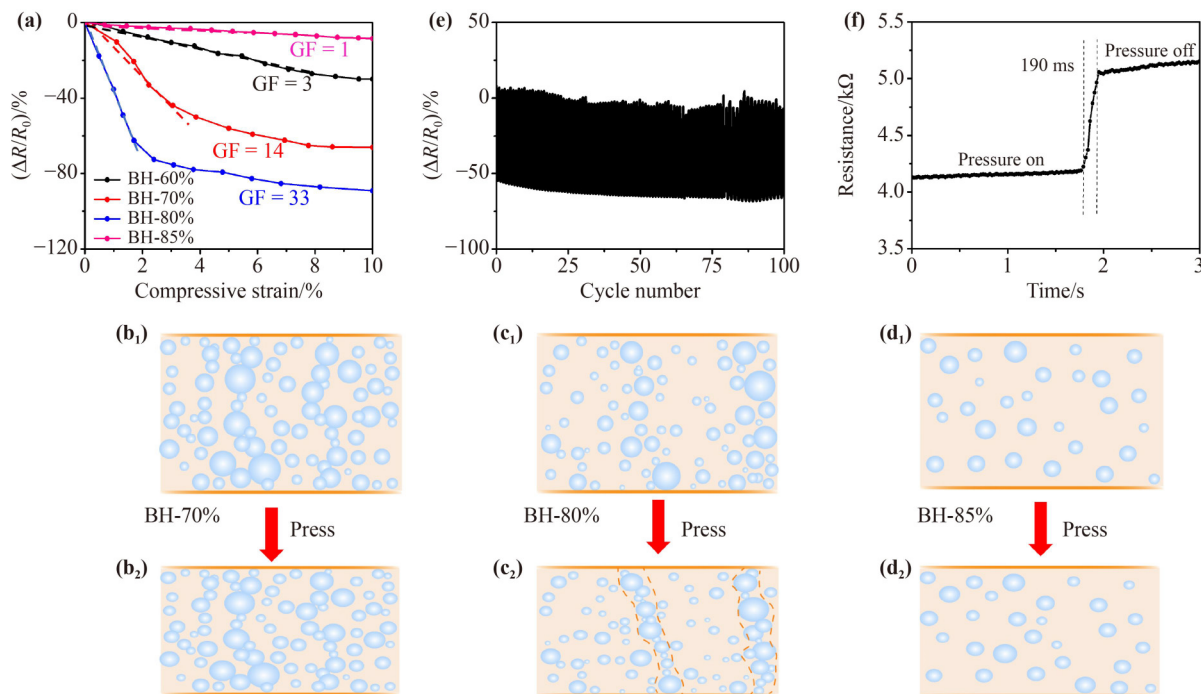 (a)
0
−40
−80
−120
(ΔR/R₀)/%
GF = 1
GF = 3
GF = 14
GF = 33
BH-60%
BH-70%
BH-80%
BH-85%
0 2 4 6 8 10
Compressive strain/%
(e)
50
0
−50
−100
(ΔR/R₀)/%
0 25 50 75 100
Cycle number
(f)
5.5
5.0
4.5
4.0
3.5
Resistance/kΩ
190 ms
Pressure off
Pressure on
0 1 2 3
Time/s
(b₁)
(c₁)
(d₁)
BH-70%
Press
BH-80%
Press
BH-85%
Press
(b₂)
(c₂)
(d₂)